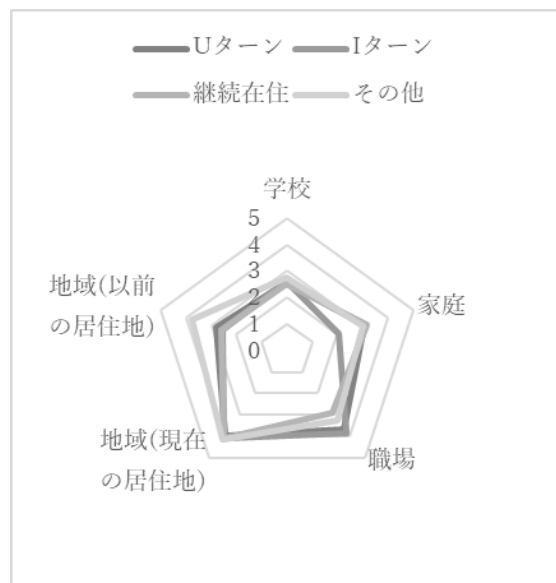 Uターン
Iターン
継続在住
その他
学校
5
4
3
2
1
0
家庭
職場
地域(現在
の居住地)
地域(以前
の居住地)